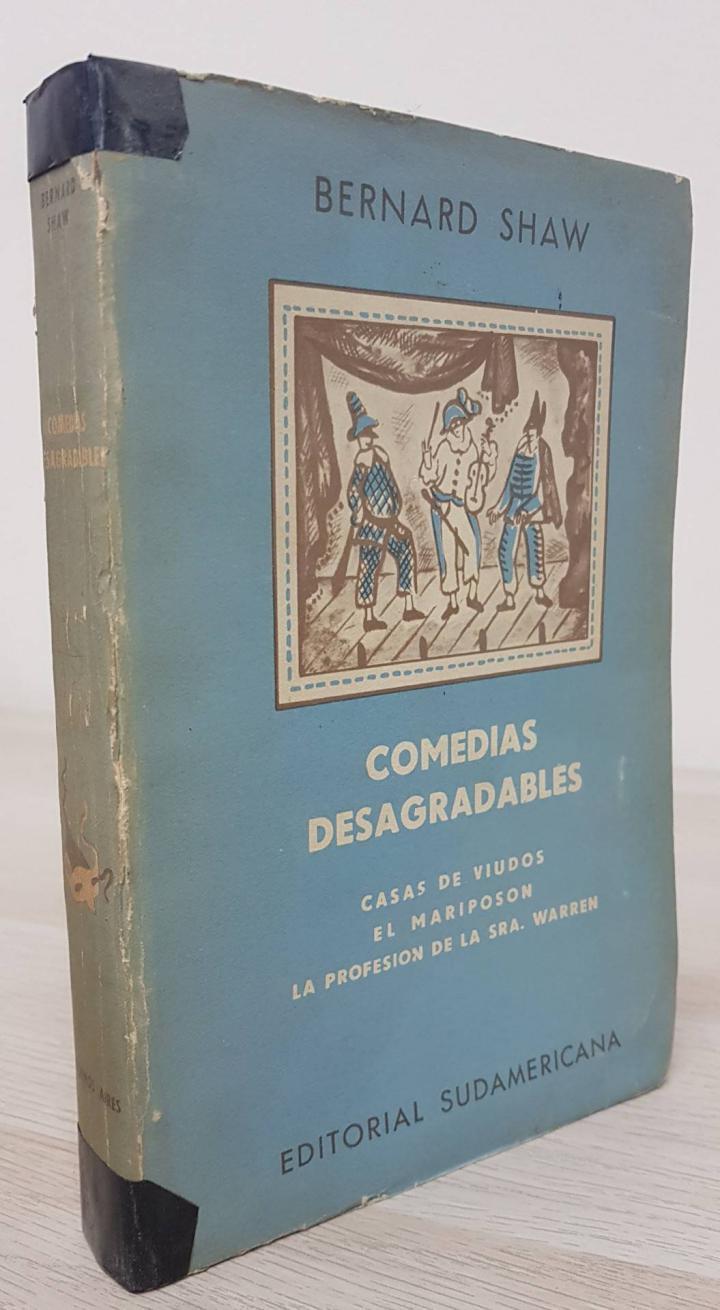 BERNARD SHAW
COMEDIAS
DESAGRADABLES
CASAS DE VIUDOS
EL MARIPOSON
LA PROFESION DE LA SRA. WARREN
EDITORIAL SUDAMERICANA
BERNARD
SHAW
COMEDIAS
AIRES